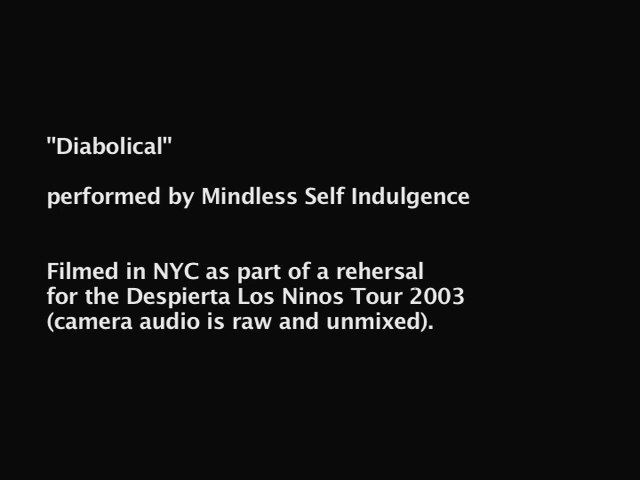 "Diabolical"
performed by Mindless Self Indulgence
Filmed in NYC as part of a rehersal
for the Despierta Los Ninos Tour 2003
(camera audio is raw and unmixed).